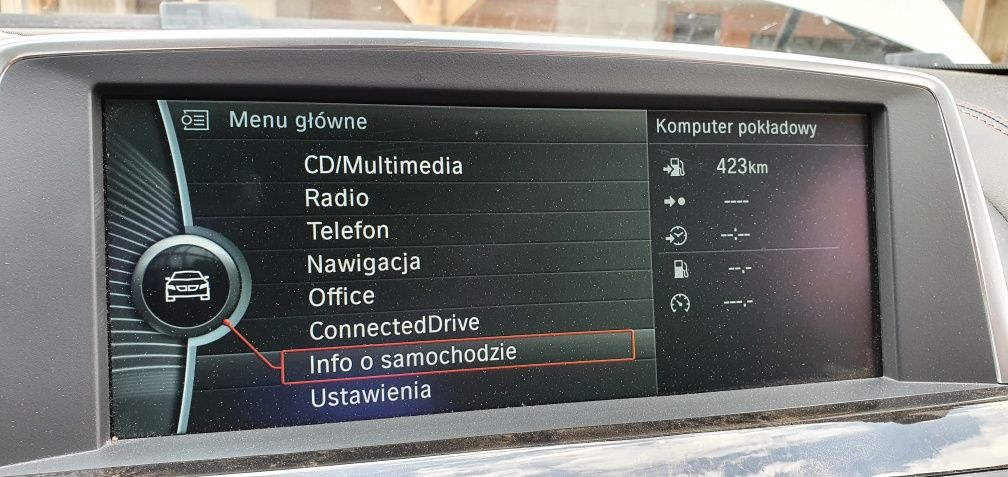 Menu główne
CD/Multimedia
Radio
Telefon
Nawigacja
Office
ConnectedDrive
Info o samochodzie
Ustawienia
Komputer pokładowy
423km
----
--:--
--.-
---.-